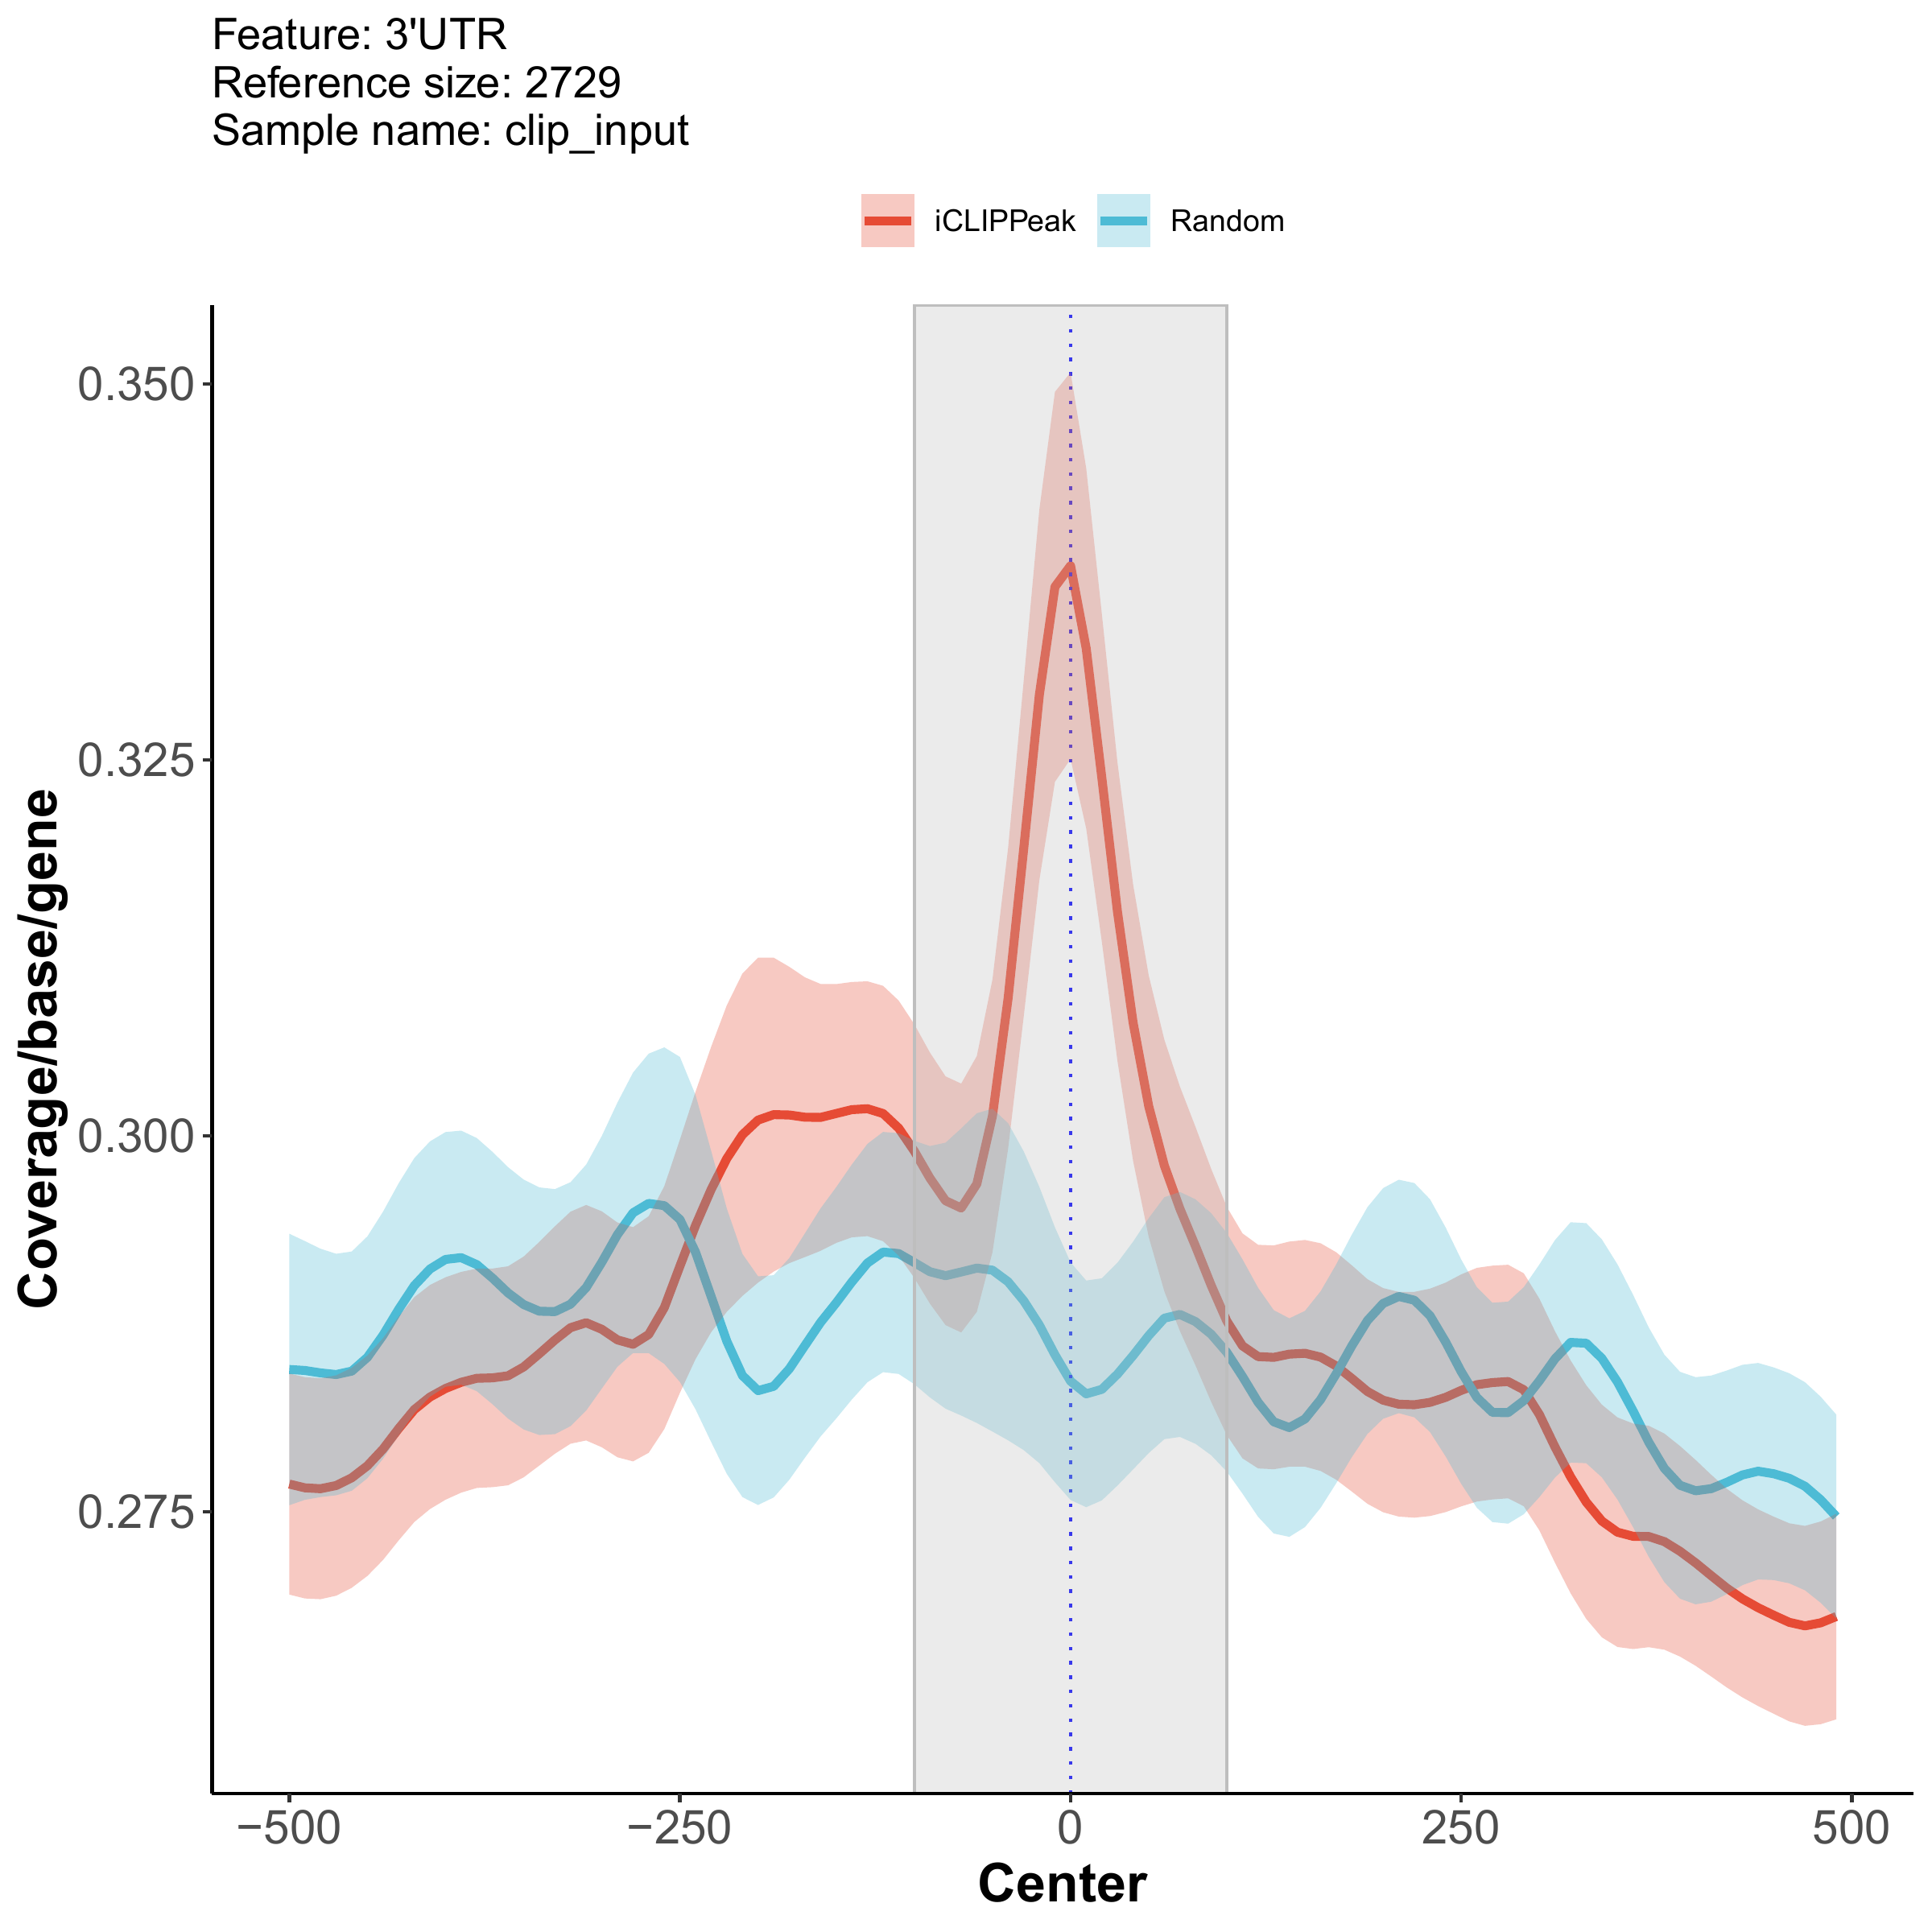 Feature: 3'UTR
Reference size: 2729
Sample name: clip_input
iCLIPPeak Random
Coverage/base/gene
0.350
0.325
0.300
0.275
−500 −250 0 250 500
Center